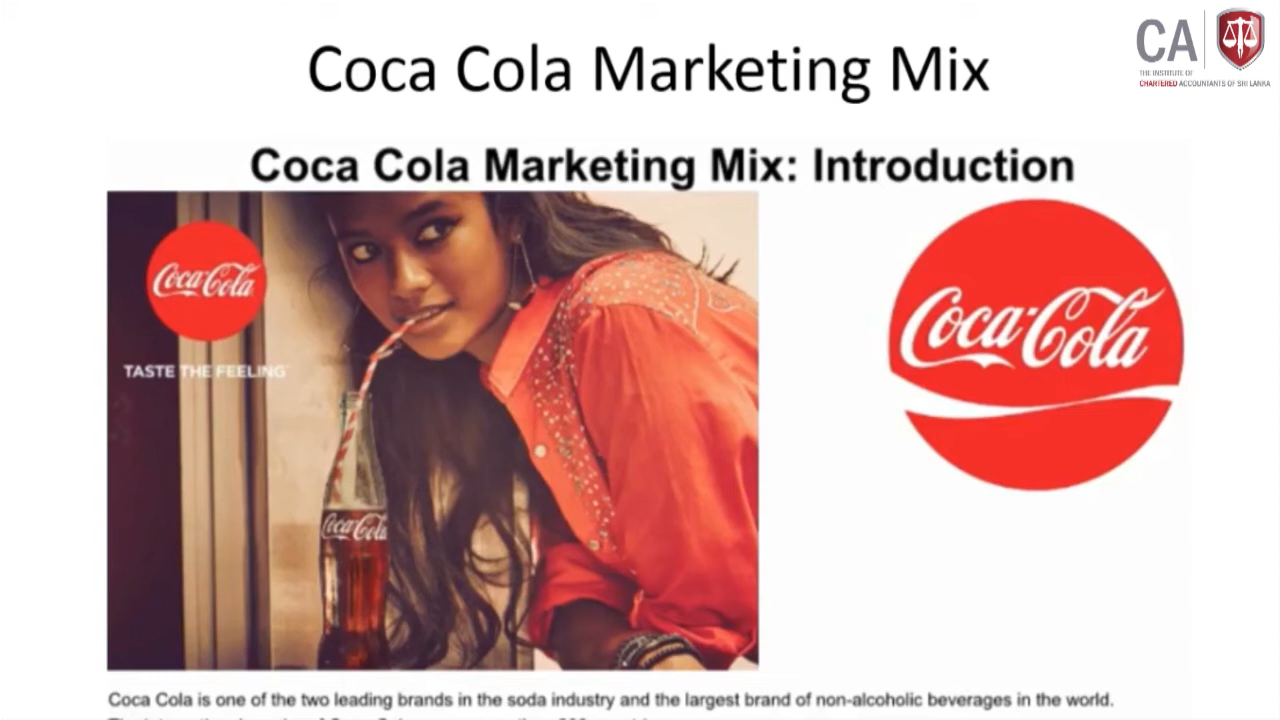 Coca Cola Marketing Mix
CA
THE INSTITUTE OF
CHARTERED ACCOUNTANTS OF SRI LANKA
Coca Cola Marketing Mix: Introduction
Coca-Cola
TASTE THE FEELING
Coca-Cola
Coca-Cola
Coca Cola is one of the two leading brands in the soda industry and the largest brand of non-alcoholic beverages in the world.